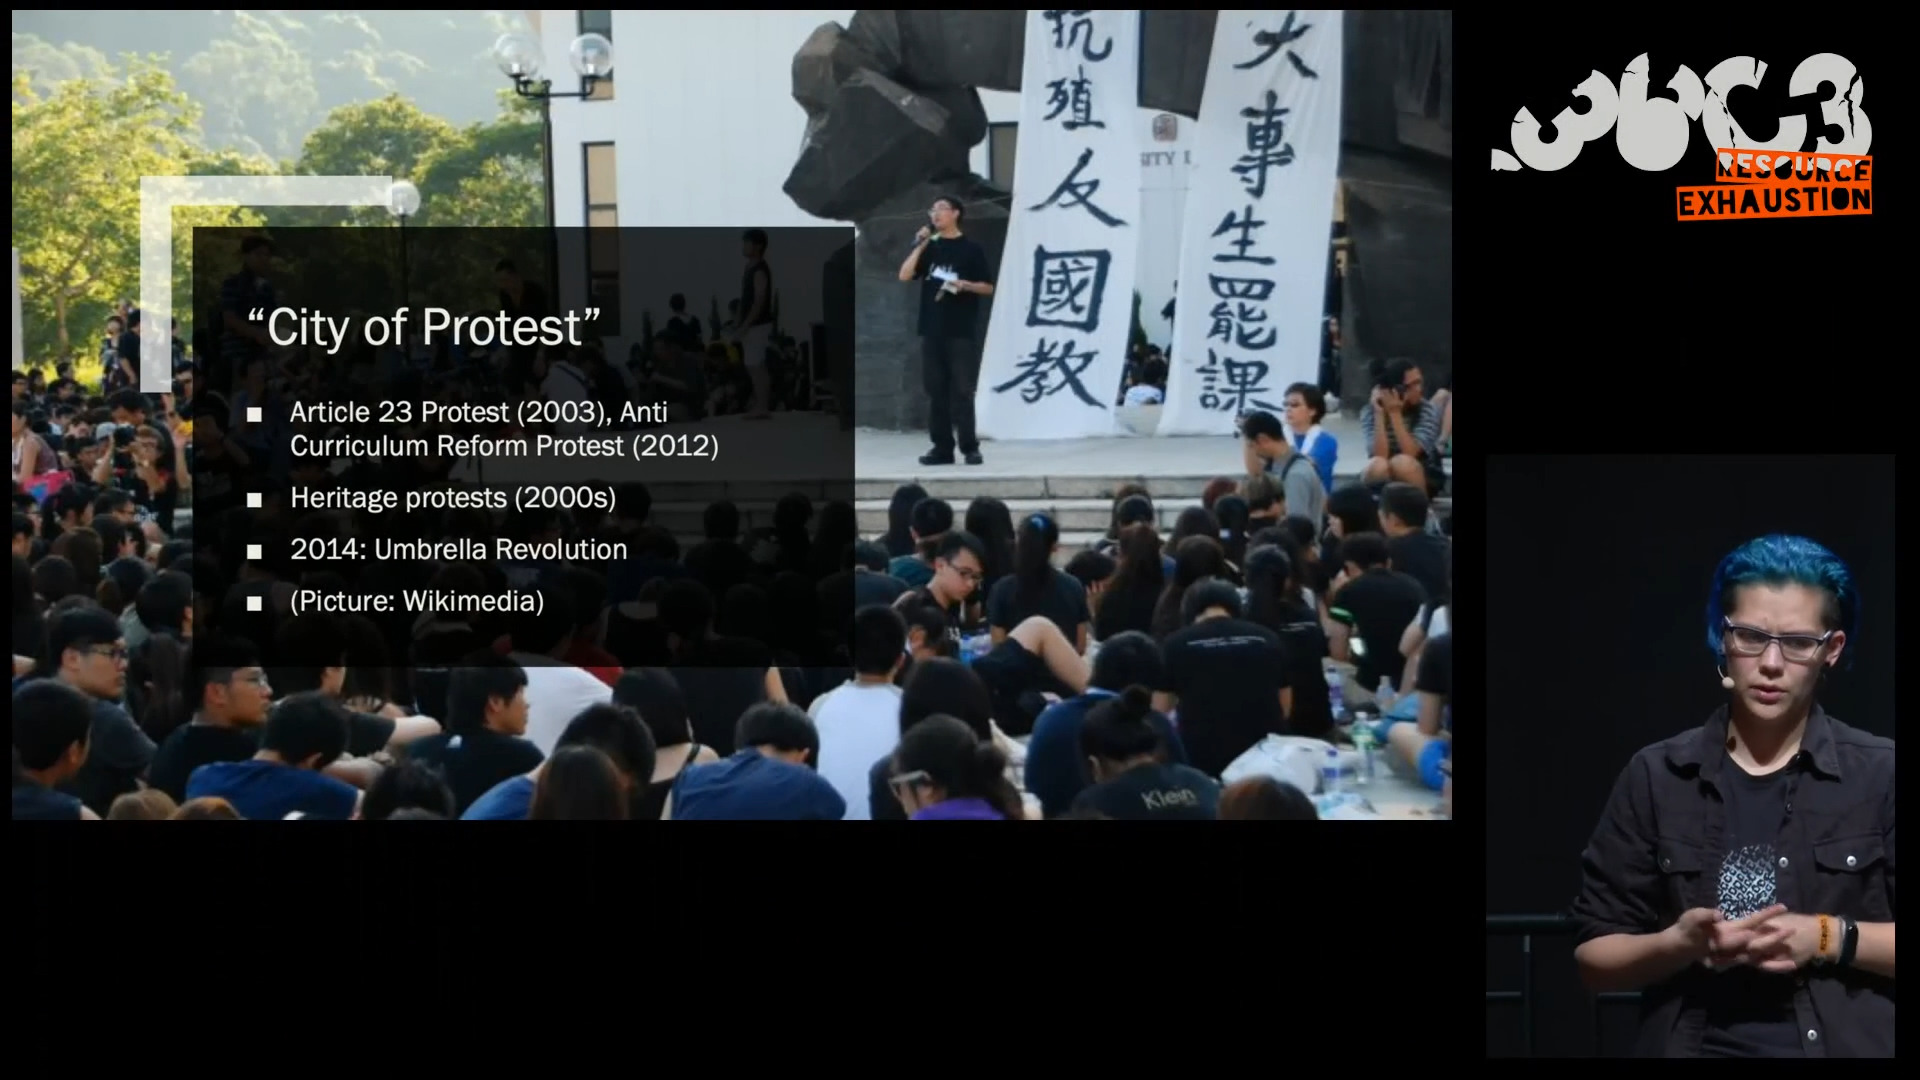 抗殖反國教
大專生罷課
SITY
“City of Protest”
■ Article 23 Protest (2003), Anti
Curriculum Reform Protest (2012)
■ Heritage protests (2000s)
■ 2014: Umbrella Revolution
■ (Picture: Wikimedia)
Klein
36C3
RESOURCE
EXHAUSTION